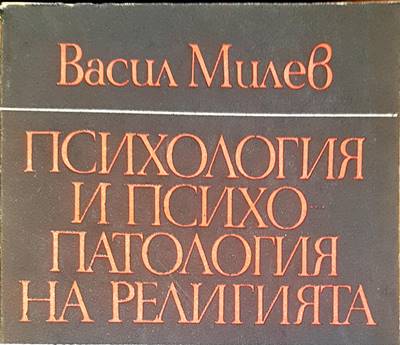 Васил Милев
ПСИХОЛОГИЯ
И ПСИХО-
ПАТОЛОГИЯ
НА РЕЛИГИЯТА